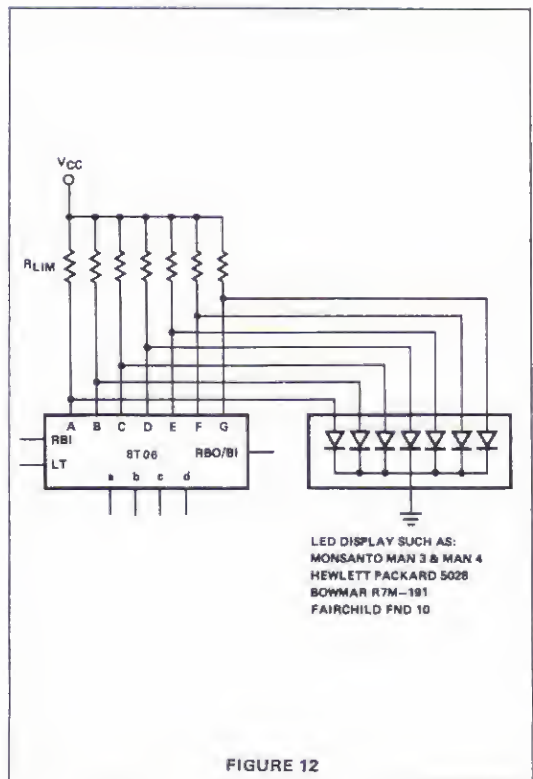 VCC
RLIM
A B C D E F G
RBI
8T06
RBO/BI
LT
a b c d
LED DISPLAY SUCH AS:
MONSANTO MAN 3 & MAN 4
HEWLETT PACKARD 5028
BOWMAR R7M-191
FAIRCHILD FND 10
FIGURE 12